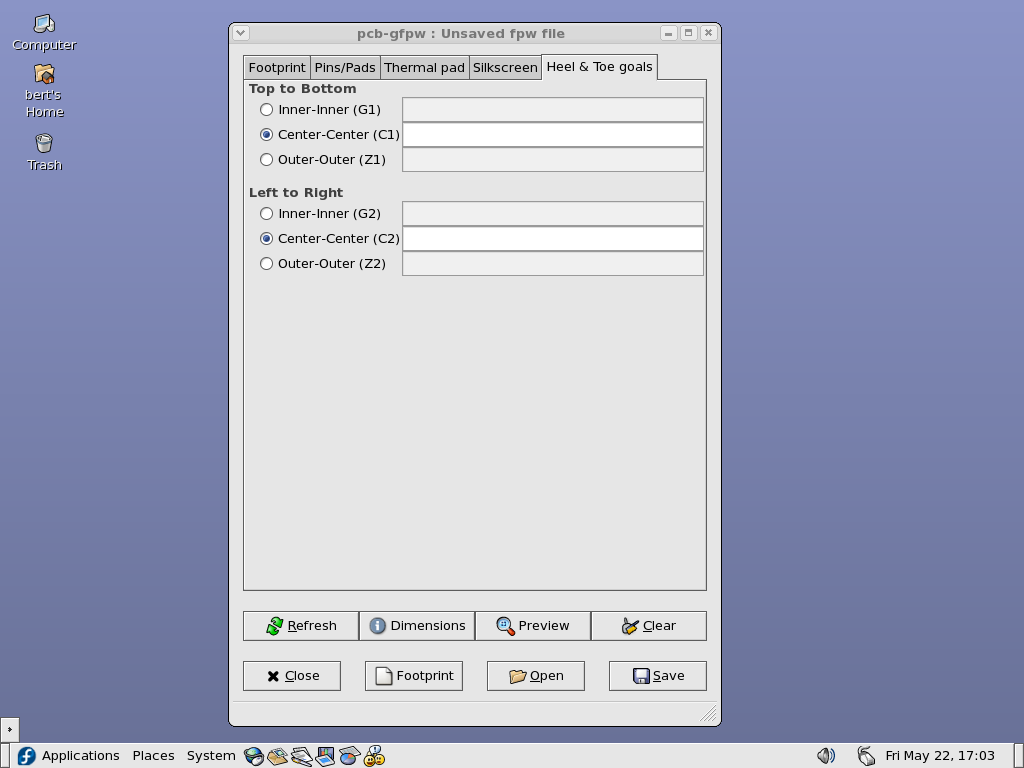 pcb-gfpw : Unsaved fpw file
Computer
bert's
Home
Trash
Footprint Pins/Pads Thermal pad Silkscreen Heel & Toe goals
Top to Bottom
Inner-Inner (G1)
Center-Center (C1)
Outer-Outer (Z1)
Left to Right
Inner-Inner (G2)
Center-Center (C2)
Outer-Outer (Z2)
Refresh Dimensions Preview Clear
Close Footprint Open Save
Applications Places System Fri May 22, 17:03